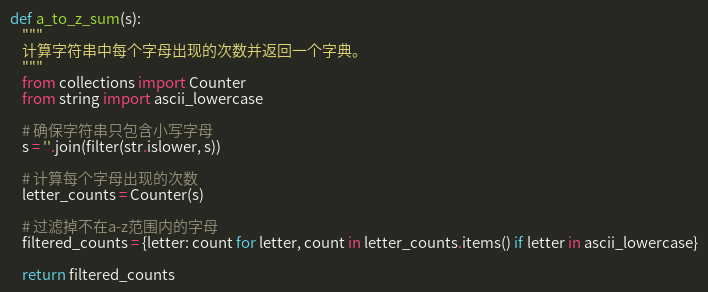 def a_to_z_sum(s):
"""
计算字符串中每个字母出现的次数并返回一个字典。
"""
from collections import Counter
from string import ascii_lowercase
# 确保字符串只包含小写字母
s = ''.join(filter(str.islower, s))
# 计算每个字母出现的次数
letter_counts = Counter(s)
# 过滤掉不在a-z范围内的字母
filtered_counts = {letter: count for letter, count in letter_counts.items() if letter in ascii_lowercase}
return filtered_counts